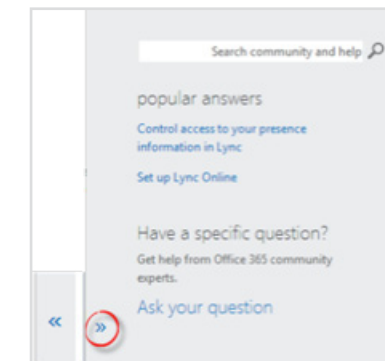 Search community and help
popular answers
Control access to your presence
information in Lync
Set up Lync Online
Have a specific question?
Get help from Office 365 community
experts.
Ask your question
« »